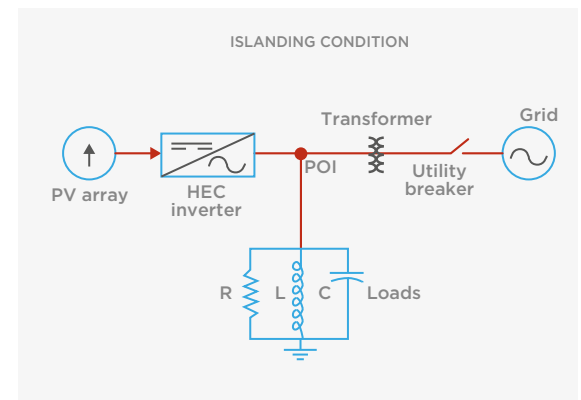 ISLANDING CONDITION
Grid
Transformer
POI
Utility
breaker
PV array
HEC
inverter
R
L
C
Loads